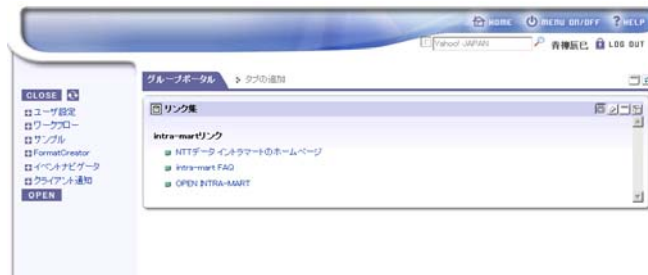 HOME MENU ON/OFF ? HELP
Yahoo! JAPAN 青柳辰巳 LOG OUT
グループポータル > タブの追加
CLOSE
ユーザ設定
ワークフロー
サンプル
FormatCreator
イベントナビゲータ
クライアント通知
OPEN
リンク集
intra-martリンク
NTTデータ イントラマートのホームページ
intra-mart FAQ
OPEN INTRA-MART